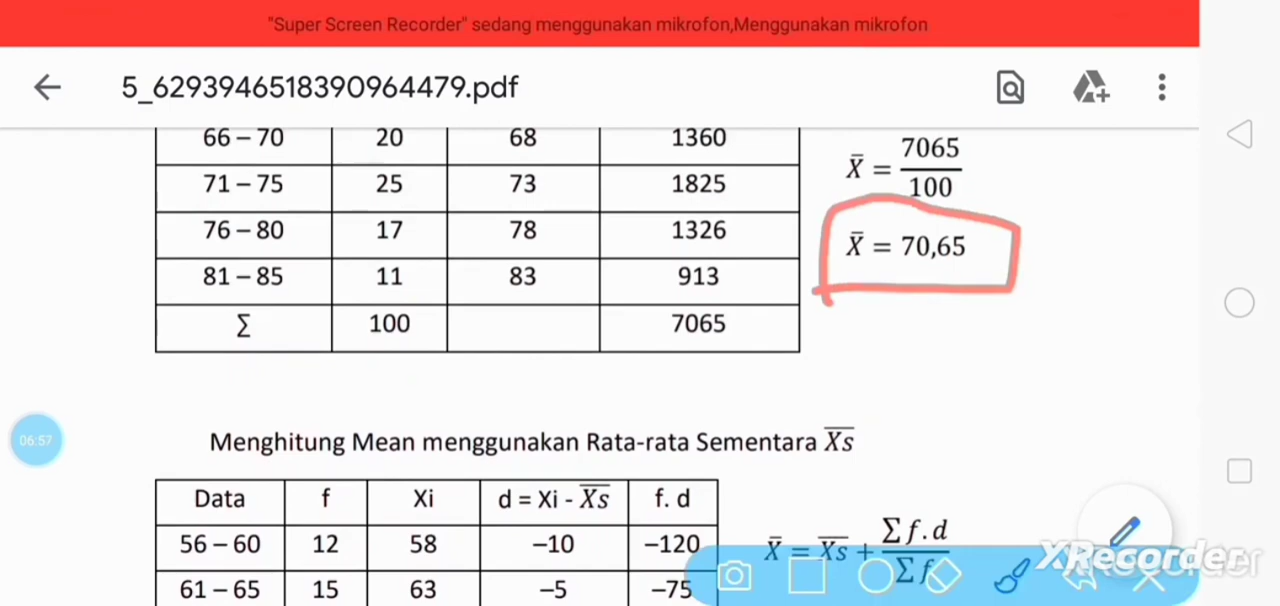 "Super Screen Recorder" sedang menggunakan mikrofon,Menggunakan mikrofon
5_6293946518390964479.pdf
66 – 70 20 68 1360
71 – 75 25 73 1825
76 – 80 17 78 1326
81 – 85 11 83 913
∑ 100 7065
X̄ = 7065/100
X̄ = 70,65
06:57
Menghitung Mean menggunakan Rata-rata Sementara X̅s̅
Data f Xi d = Xi - X̅s̅ f. d
56 – 60 12 58 –10 –120
61 – 65 15 63 –5 –75
X̄ = X̅s̅ + ∑ f . d / ∑ f
XRecorder